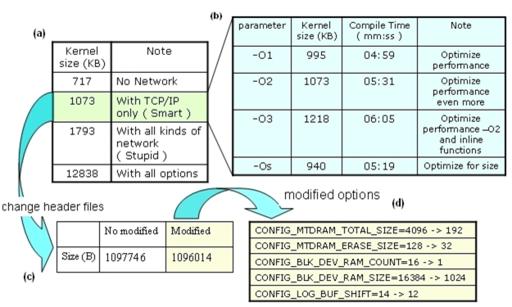 (a)
Kernel size (KB) Note
717 No Network
1073 With TCP/IP only ( Smart )
1793 With all kinds of network ( Stupid )
12838 With all options
(b)
parameter Kernel size (KB) Compile Time ( mm:ss ) Note
-O1 995 04:59 Optimize performance
-O2 1073 05:31 Optimize performance even more
-O3 1218 06:05 Optimize performance -O2 and inline functions
-Os 940 05:19 Optimize for size
change header files
modified options
(c)
No modified Modified
Size (B) 1097746 1096014
(d)
CONFIG_MTDRAM_TOTAL_SIZE=4096 -> 192
CONFIG_MTDRAM_ERASE_SIZE=128 -> 32
CONFIG_BLK_DEV_RAM_COUNT=16 -> 1
CONFIG_BLK_DEV_RAM_SIZE=16384 -> 1024
CONFIG_LOG_BUF_SHIFT=14 -> 12